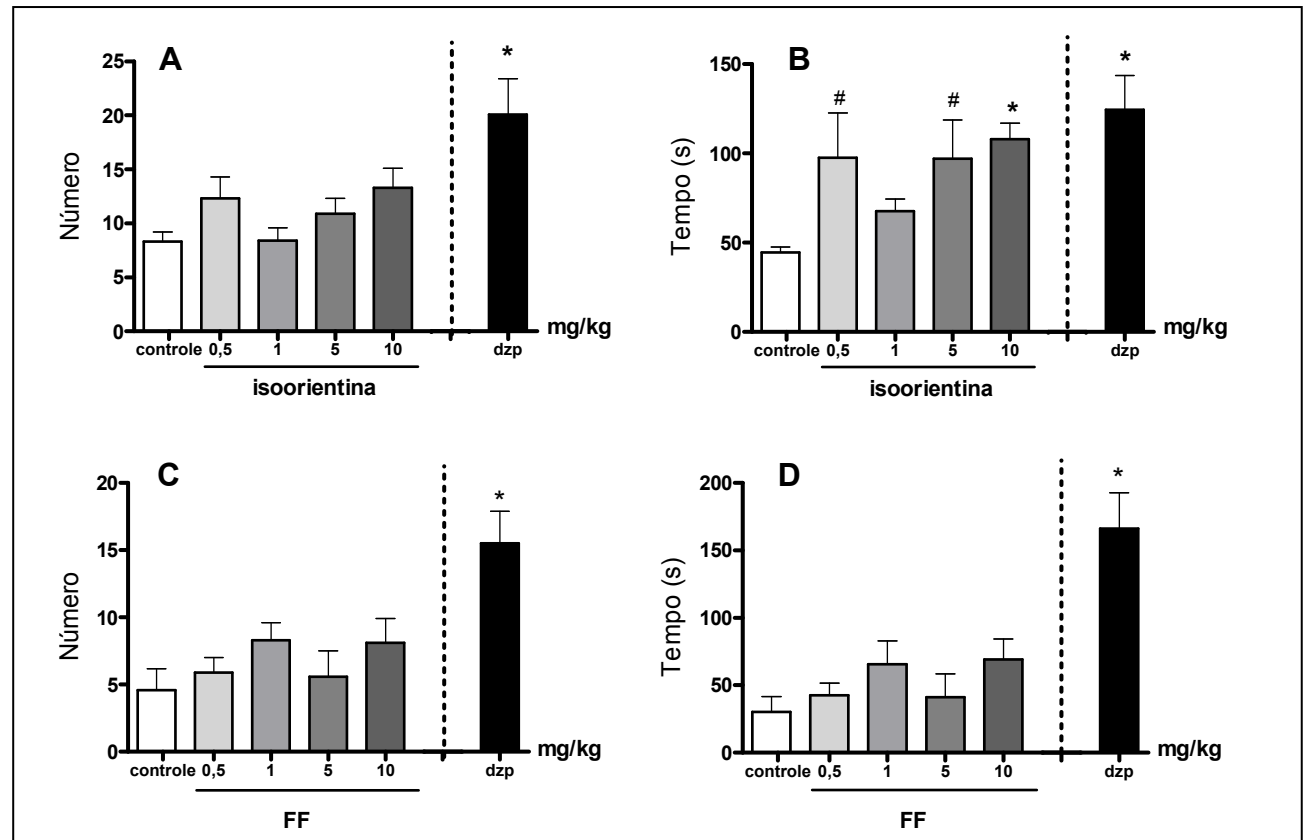 A
Número
25
20
15
10
5
0
*
controle 0,5 1 5 10 dzp
mg/kg
isoorientina
B
Tempo (s)
150
100
50
0
# # * *
controle 0,5 1 5 10 dzp
mg/kg
isoorientina
C
Número
20
15
10
5
0
*
controle 0,5 1 5 10 dzp
mg/kg
FF
D
Tempo (s)
200
150
100
50
0
*
controle 0,5 1 5 10 dzp
mg/kg
FF